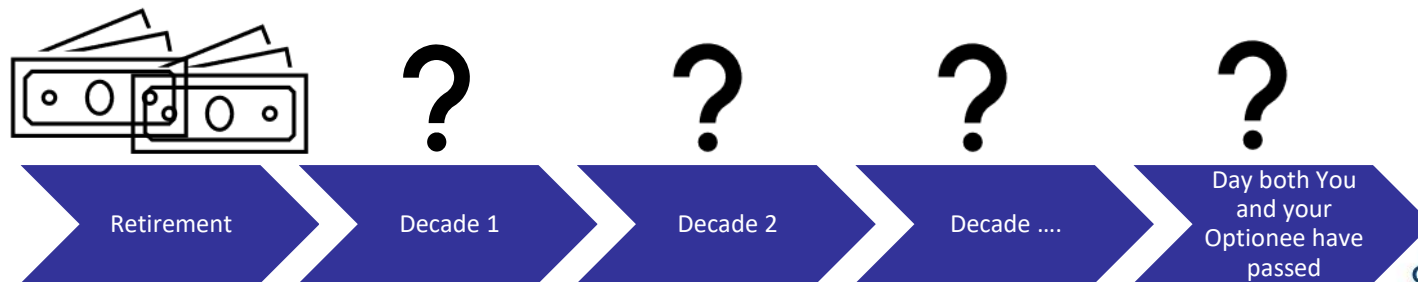 ? ? ? ?
Retirement
Decade 1
Decade 2
Decade ....
Day both You
and your
Optionee have
passed